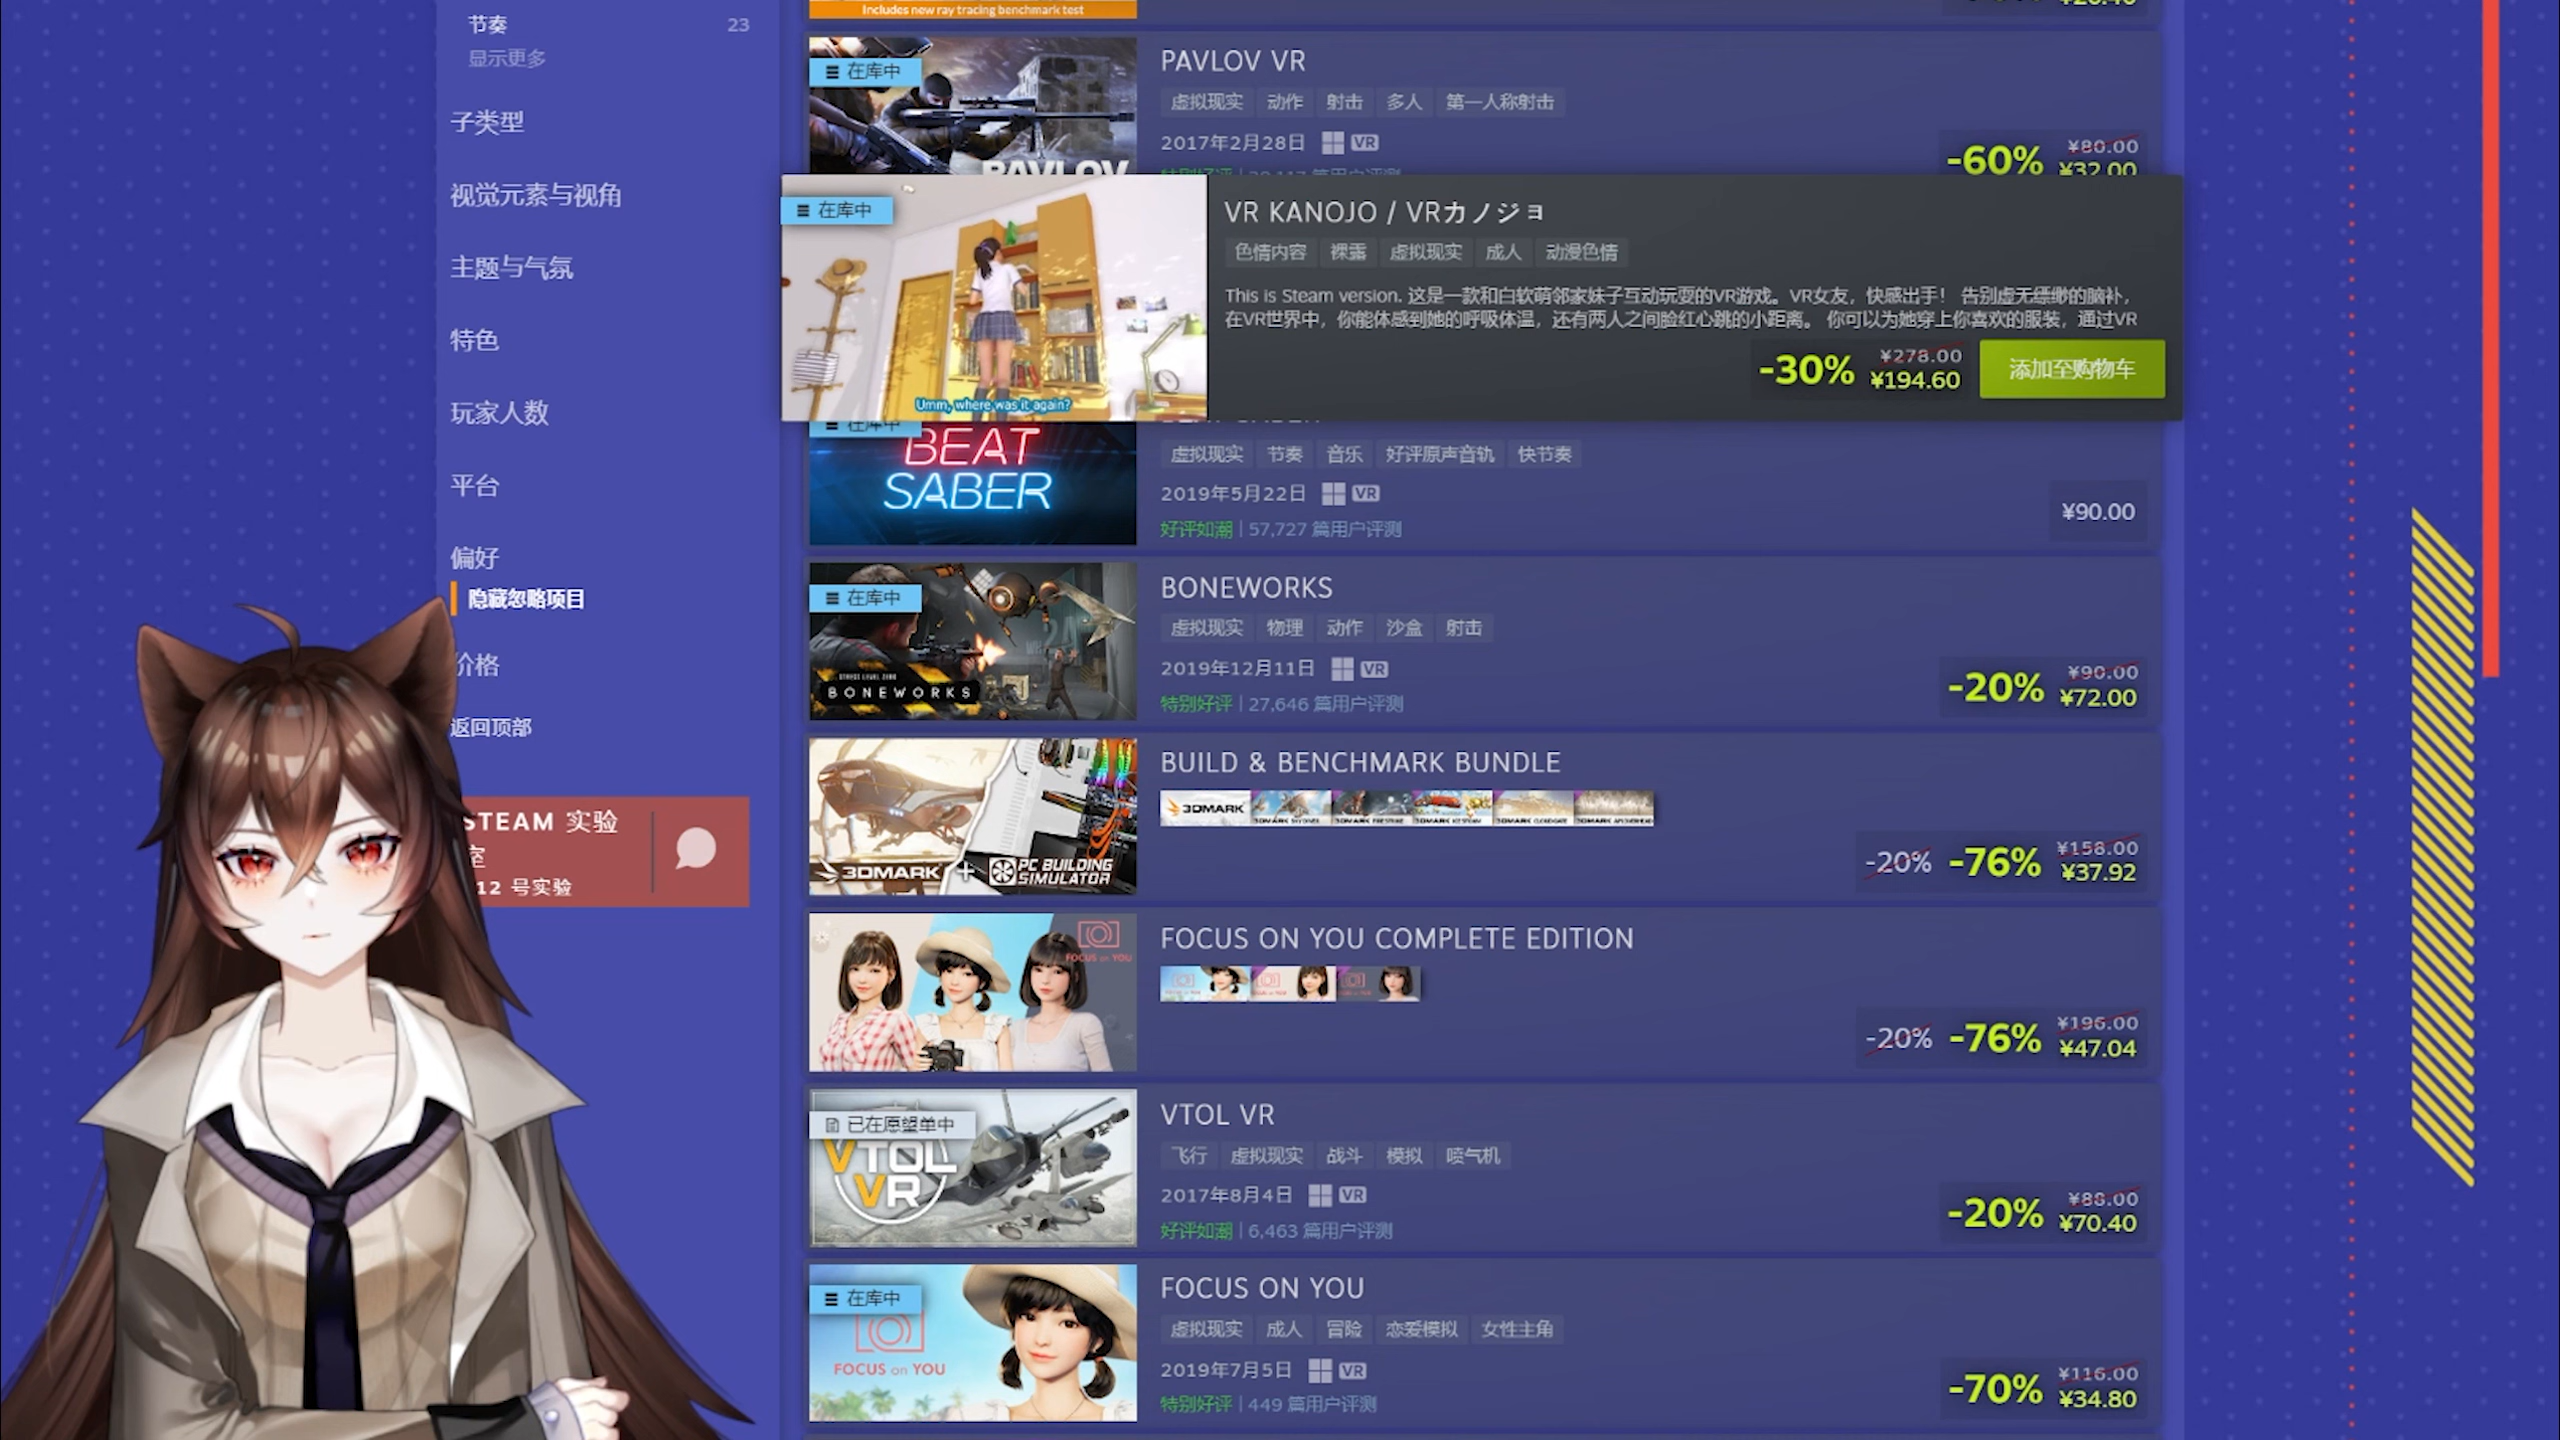 节奏 23
显示更多
子类型
视觉元素与视角
主题与气氛
特色
玩家人数
平台
偏好
隐藏忽略项目
价格
返回顶部
STEAM 实验
室
12 号实验
Includes new ray tracing benchmark test
在库中
PAVLOV
PAVLOV VR
虚拟现实 动作 射击 多人 第一人称射击
2017年2月28日 VR
-60% ¥80.00
¥32.00
在库中
Umm, where was it again?
VR KANOJO / VRカノジョ
色情内容 裸露 虚拟现实 成人 动漫色情
This is Steam version. 这是一款和白软萌邻家妹子互动玩耍的VR游戏。VR女友，快感出手！ 告别虚无缥缈的脑补，
在VR世界中，你能体感到她的呼吸体温，还有两人之间脸红心跳的小距离。 你可以为她穿上你喜欢的服装，通过VR
-30% ¥278.00
¥194.60
添加至购物车
在库中
BEAT
SABER
虚拟现实 节奏 音乐 好评原声音轨 快节奏
2019年5月22日 VR
好评如潮 | 57,727 篇用户评测
¥90.00
在库中
BONEWORKS
BONEWORKS
虚拟现实 物理 动作 沙盒 射击
2019年12月11日 VR
特别好评 | 27,646 篇用户评测
-20% ¥90.00
¥72.00
3DMARK + PC BUILDING
SIMULATOR
BUILD & BENCHMARK BUNDLE
3DMARK
-20% -76% ¥158.00
¥37.92
FOCUS on YOU
FOCUS ON YOU COMPLETE EDITION
-20% -76% ¥196.00
¥47.04
已在愿望单中
VTOL
VR
VTOL VR
飞行 虚拟现实 战斗 模拟 喷气机
2017年8月4日 VR
好评如潮 | 6,463 篇用户评测
-20% ¥88.00
¥70.40
在库中
FOCUS on YOU
FOCUS ON YOU
虚拟现实 成人 冒险 恋爱模拟 女性主角
2019年7月5日 VR
特别好评 | 449 篇用户评测
-70% ¥116.00
¥34.80